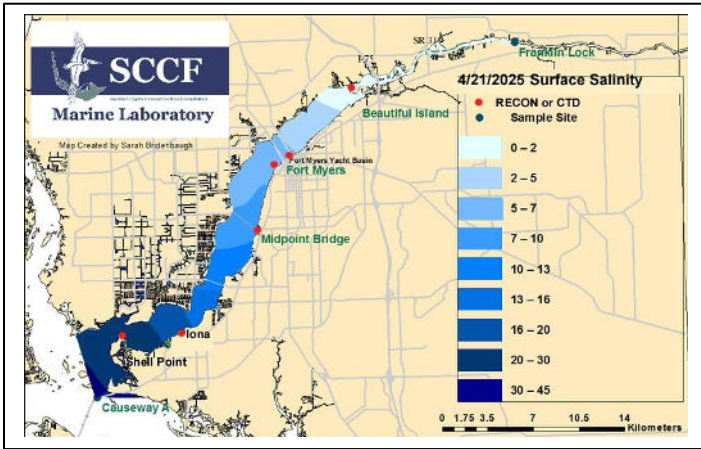 SCCF
Marine Laboratory
Map Created by Sarah Bridenbaugh
SR 31
I-75
Franklin Lock
4/21/2025 Surface Salinity
RECON or CTD
Sample Site
Beautiful Island
0 – 2
2 – 5
5 – 7
7 – 10
10 – 13
13 – 16
16 – 20
20 – 30
30 – 45
Fort Myers Yacht Basin
Fort Myers
Midpoint Bridge
Iona
Shell Point
Causeway A
0 1.75 3.5 7 10.5 14
Kilometers